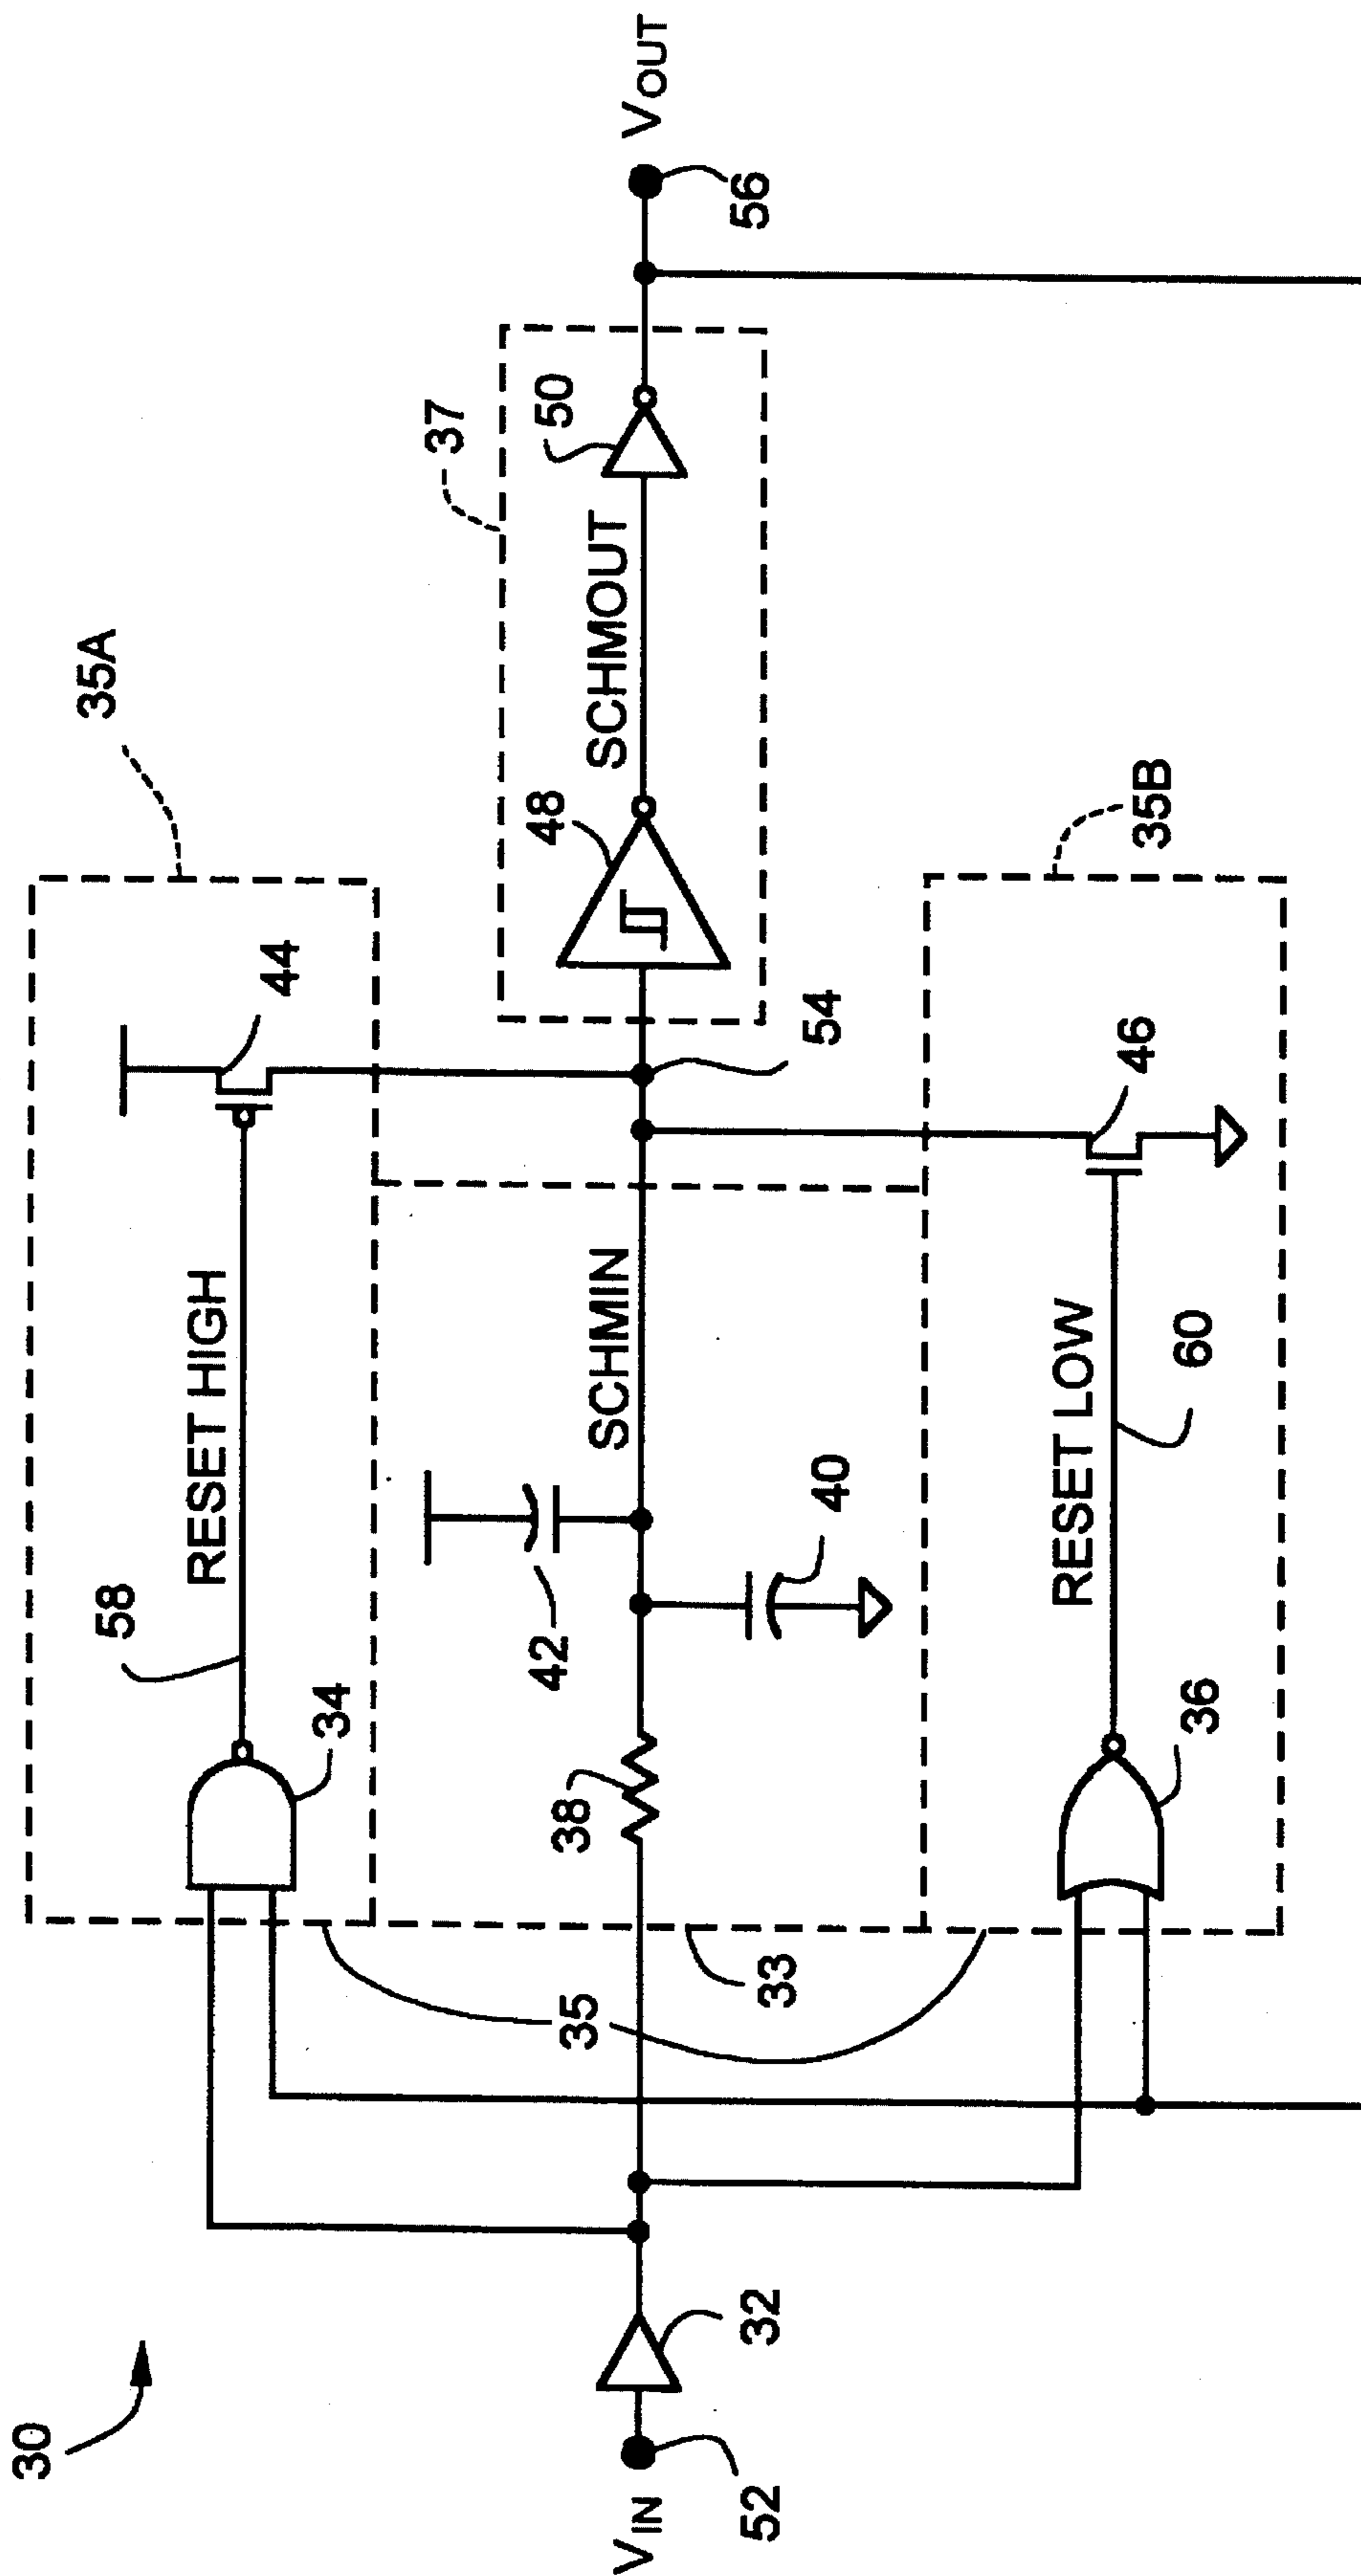 30
35A
58
RESET HIGH
44
34
37
50
SCHMOUT
48
VOUT
56
42
SCHMIN
54
38
40
VIN
52
32
35
33
35B
RESET LOW
46
60
36